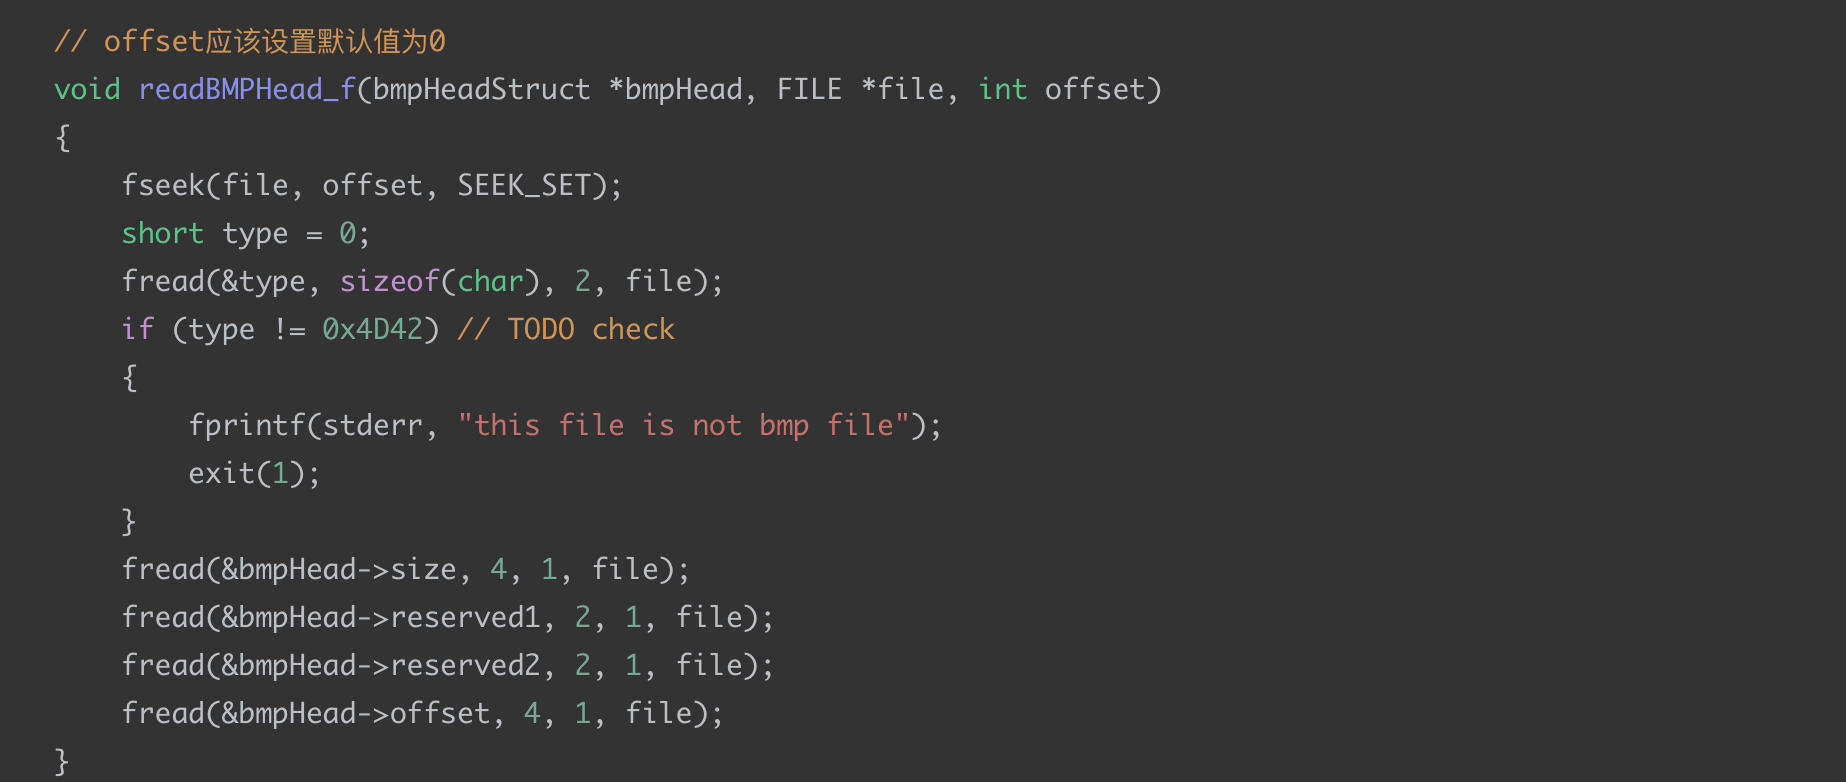 // offset应该设置默认值为0
void readBMPHead_f(bmpHeadStruct *bmpHead, FILE *file, int offset)
{
    fseek(file, offset, SEEK_SET);
    short type = 0;
    fread(&type, sizeof(char), 2, file);
    if (type != 0x4D42) // TODO check
    {
        fprintf(stderr, "this file is not bmp file");
        exit(1);
    }
    fread(&bmpHead->size, 4, 1, file);
    fread(&bmpHead->reserved1, 2, 1, file);
    fread(&bmpHead->reserved2, 2, 1, file);
    fread(&bmpHead->offset, 4, 1, file);
}